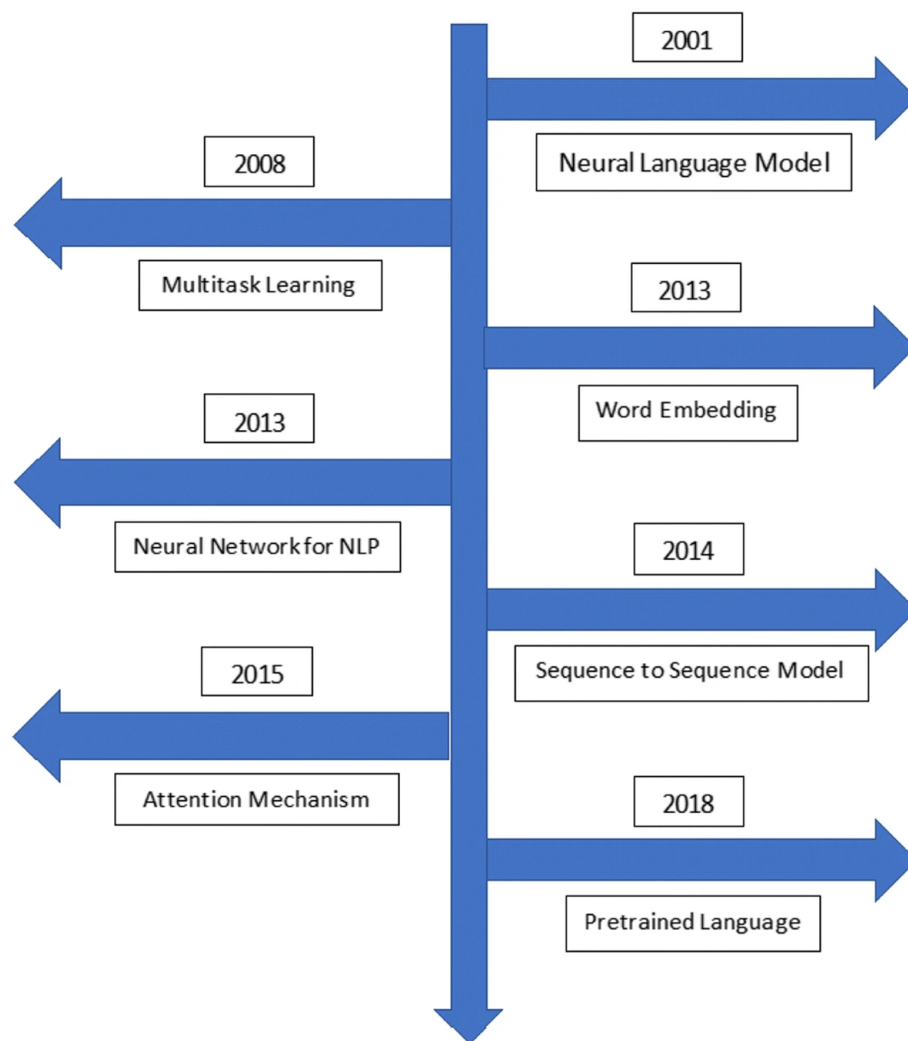 2001
Neural Language Model
2008
Multitask Learning
2013
Word Embedding
2013
Neural Network for NLP
2014
Sequence to Sequence Model
2015
Attention Mechanism
2018
Pretrained Language